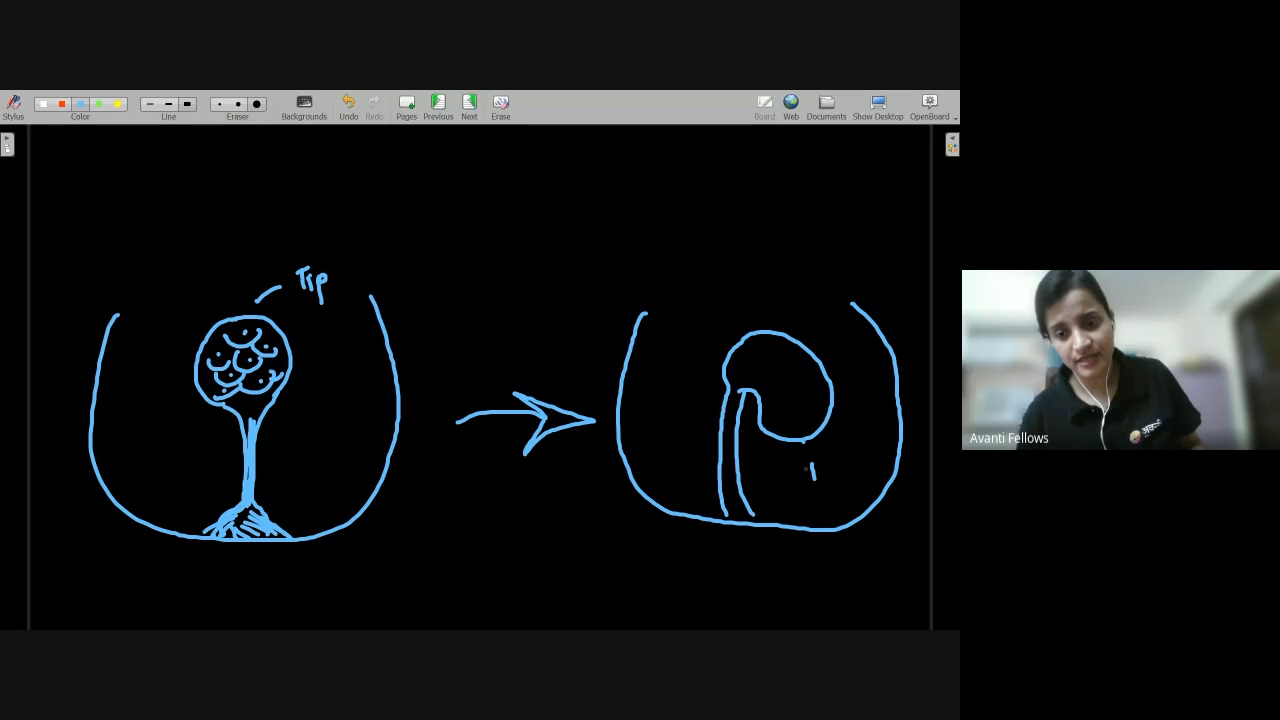 Stylus
Color
Line
Eraser
Backgrounds
Undo
Redo
Pages
Previous
Next
Erase
Board
Web
Documents
Show Desktop
OpenBoard
Tip
Avanti Fellows